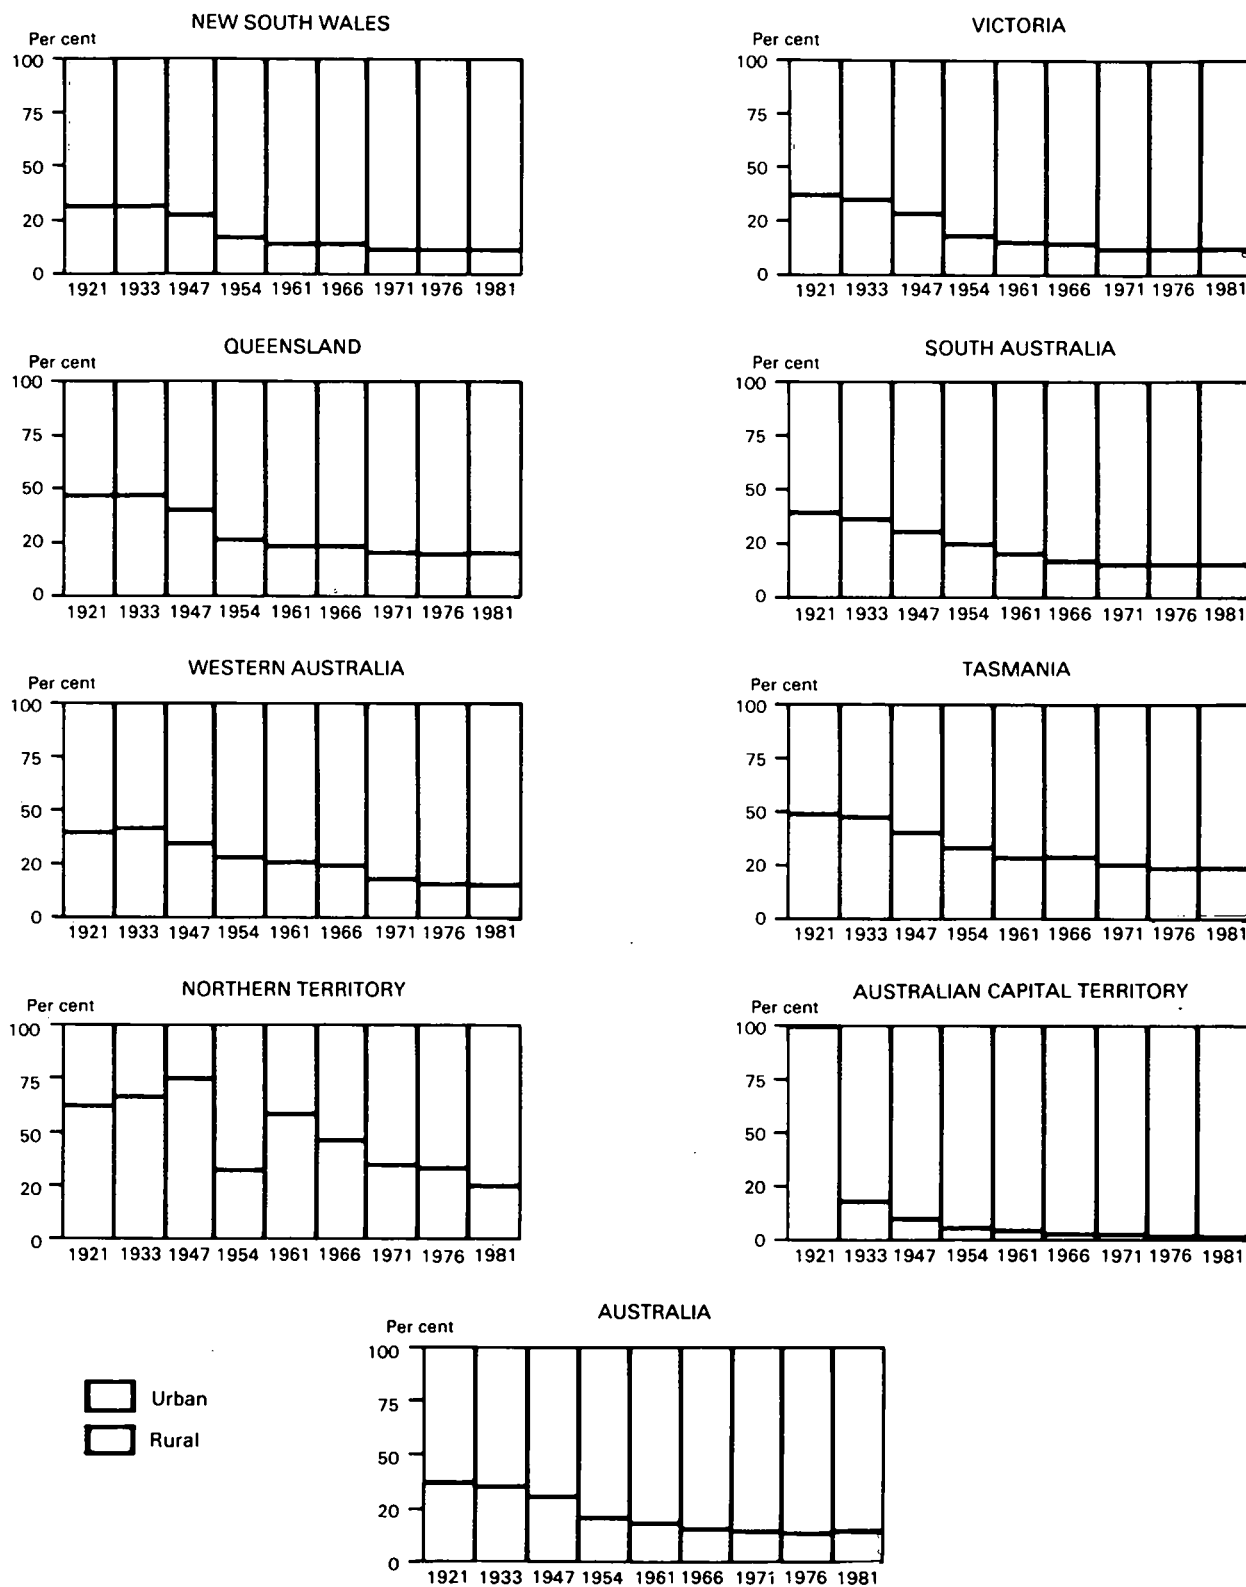 NEW SOUTH WALES
Per cent
100
75
50
20
0
1921 1933 1947 1954 1961 1966 1971 1976 1981
VICTORIA
Per cent
100
75
50
20
0
1921 1933 1947 1954 1961 1966 1971 1976 1981
QUEENSLAND
Per cent
100
75
50
20
0
1921 1933 1947 1954 1961 1966 1971 1976 1981
SOUTH AUSTRALIA
Per cent
100
75
50
20
0
1921 1933 1947 1954 1961 1966 1971 1976 1981
WESTERN AUSTRALIA
Per cent
100
75
50
20
0
1921 1933 1947 1954 1961 1966 1971 1976 1981
TASMANIA
Per cent
100
75
50
20
0
1921 1933 1947 1954 1961 1966 1971 1976 1981
NORTHERN TERRITORY
Per cent
100
75
50
20
0
1921 1933 1947 1954 1961 1966 1971 1976 1981
AUSTRALIAN CAPITAL TERRITORY
Per cent
100
75
50
20
0
1921 1933 1947 1954 1961 1966 1971 1976 1981
AUSTRALIA
Per cent
100
75
50
20
0
1921 1933 1947 1954 1961 1966 1971 1976 1981
Urban
Rural